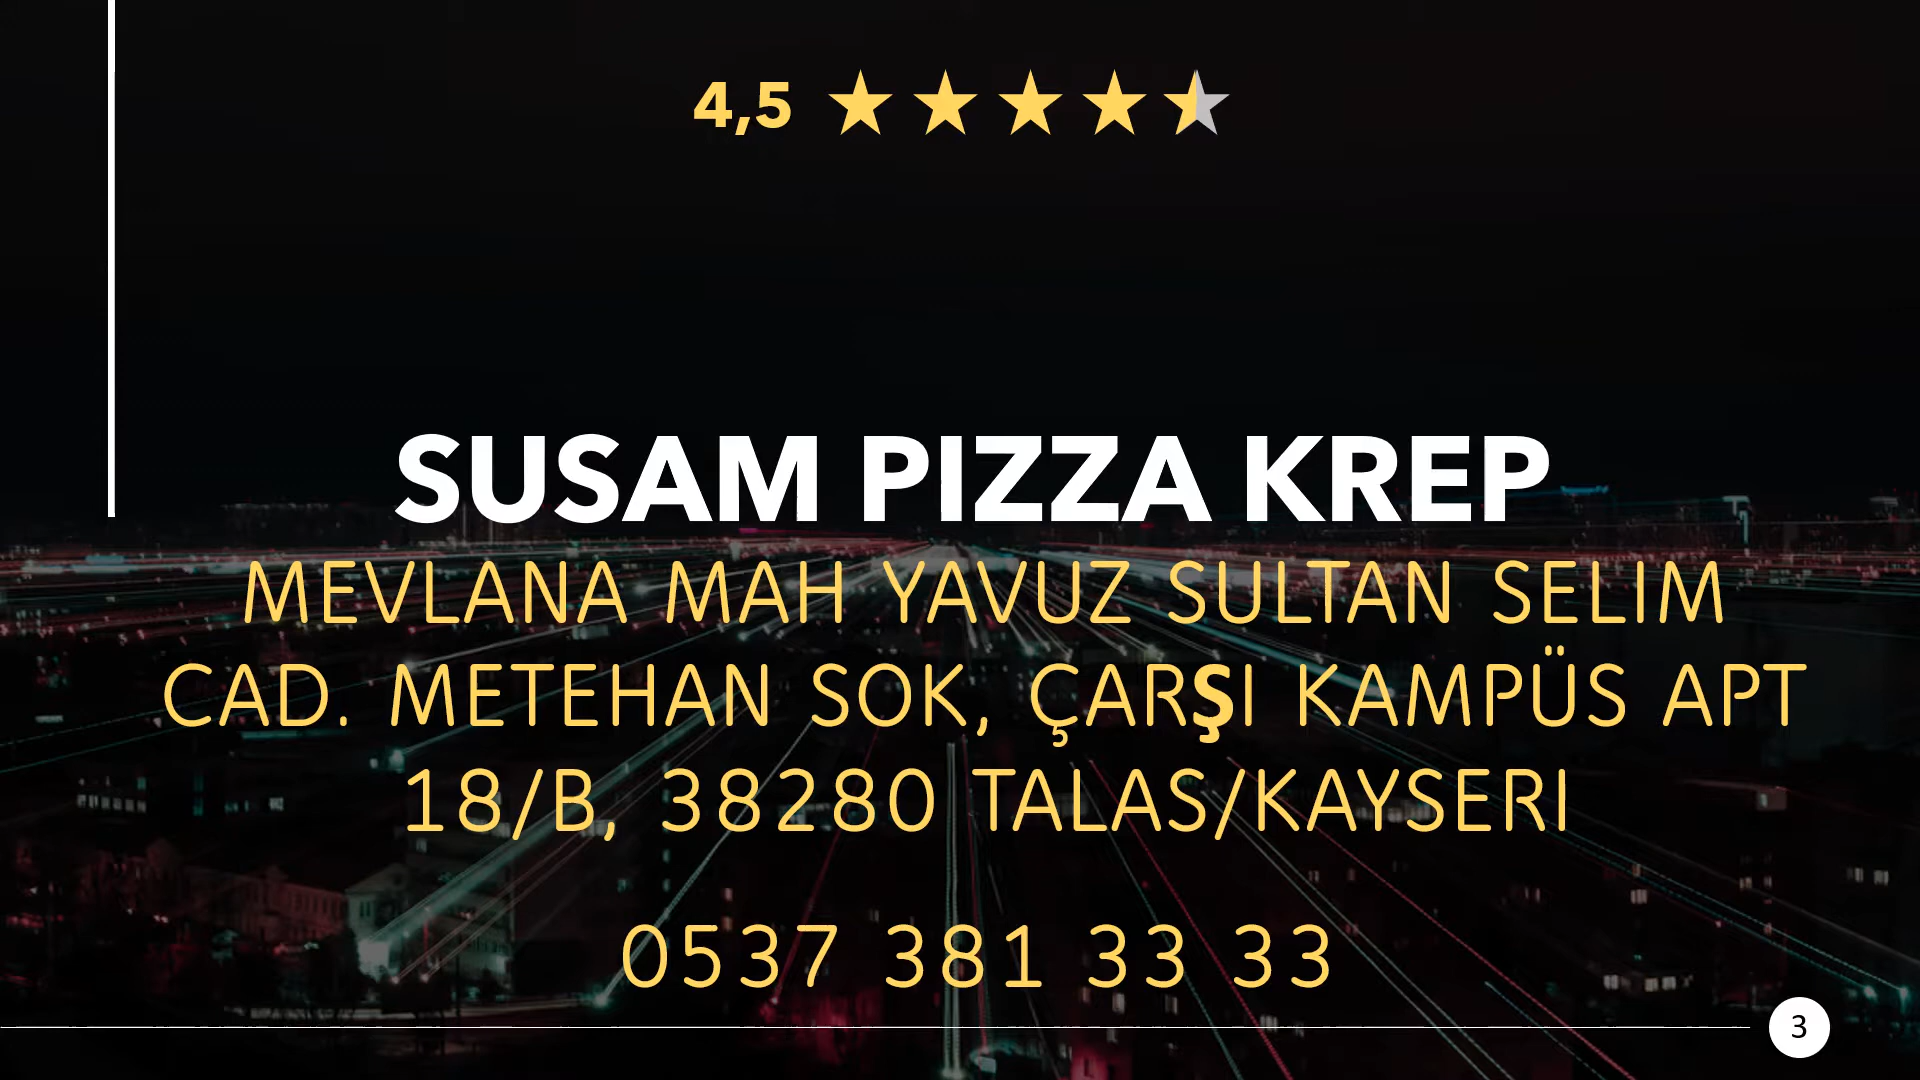 4,5
SUSAM PIZZA KREP
MEVLANA MAH YAVUZ SULTAN SELIM
CAD. METEHAN SOK, ÇARŞI KAMPÜS APT
18/B, 38280 TALAS/KAYSERI
0537 381 33 33
3